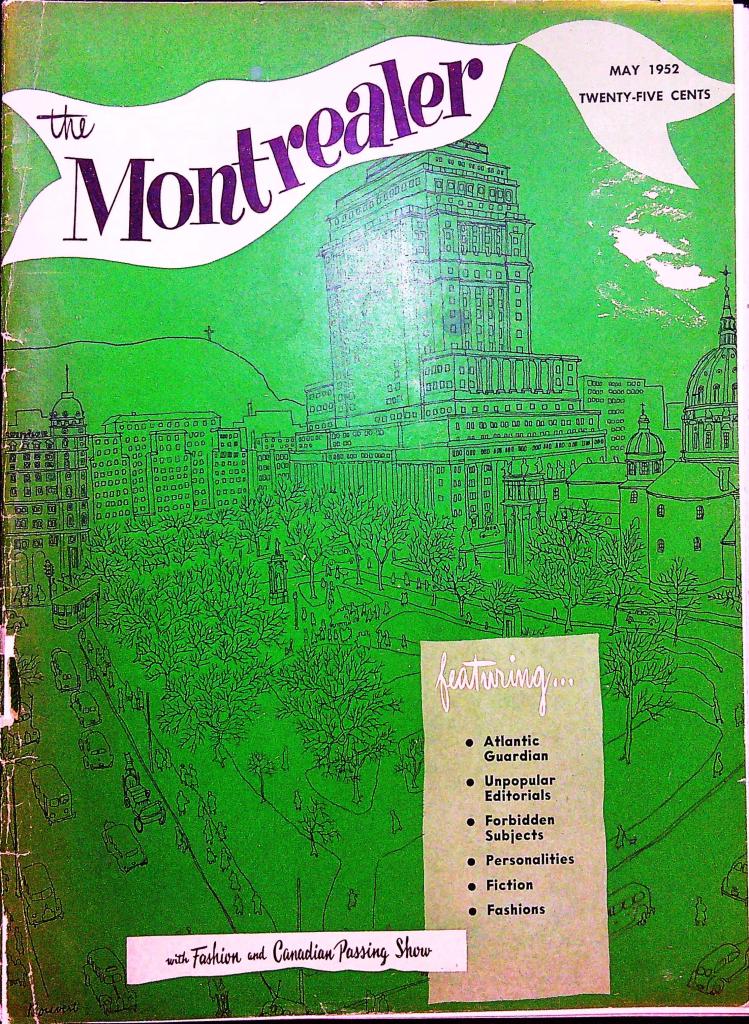 the
Montrealer
MAY 1952
TWENTY-FIVE CENTS
featuring...
• Atlantic
Guardian
• Unpopular
Editorials
• Forbidden
Subjects
• Personalities
• Fiction
• Fashions
with Fashion and Canadian Passing Show